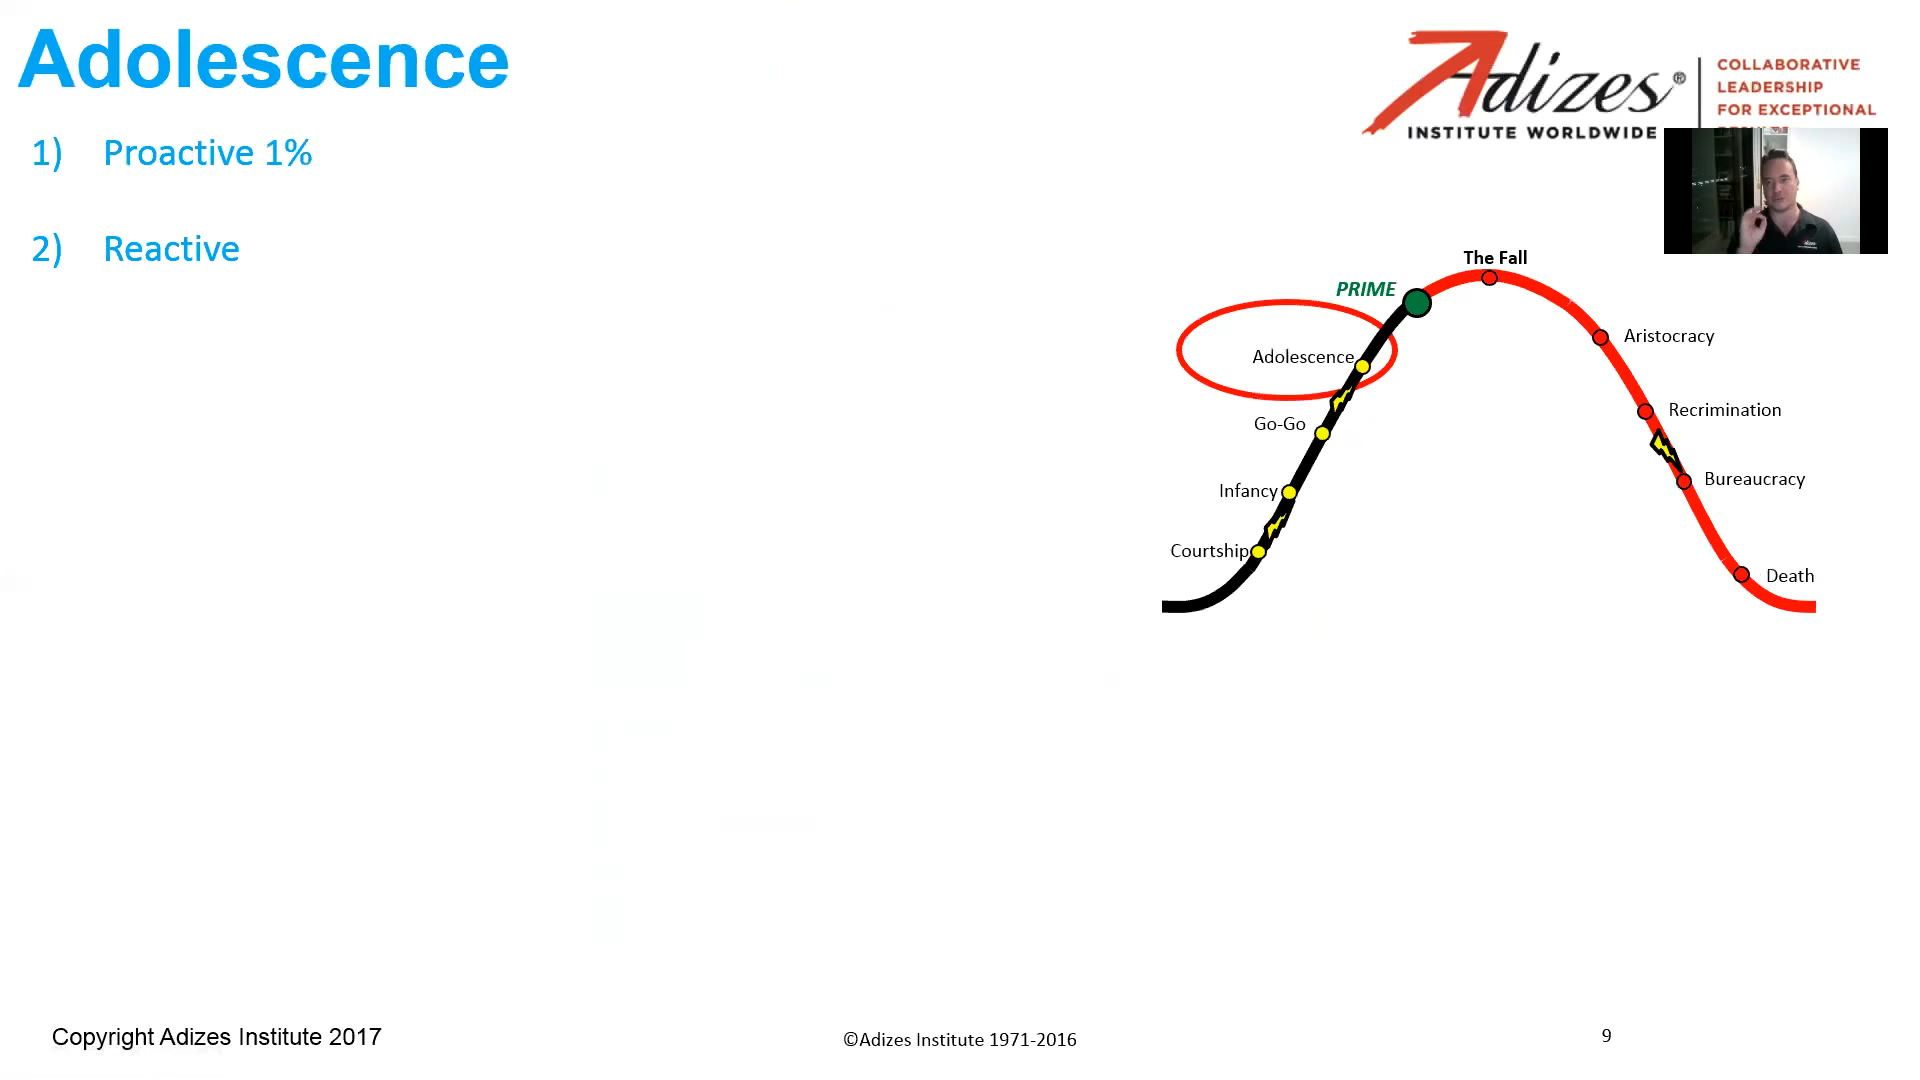 Adolescence
1) Proactive 1%
2) Reactive
Adizes®
INSTITUTE WORLDWIDE
COLLABORATIVE
LEADERSHIP
FOR EXCEPTIONAL
The Fall
PRIME
Adolescence
Go-Go
Infancy
Courtship
Aristocracy
Recrimination
Bureaucracy
Death
Copyright Adizes Institute 2017
©Adizes Institute 1971-2016
9